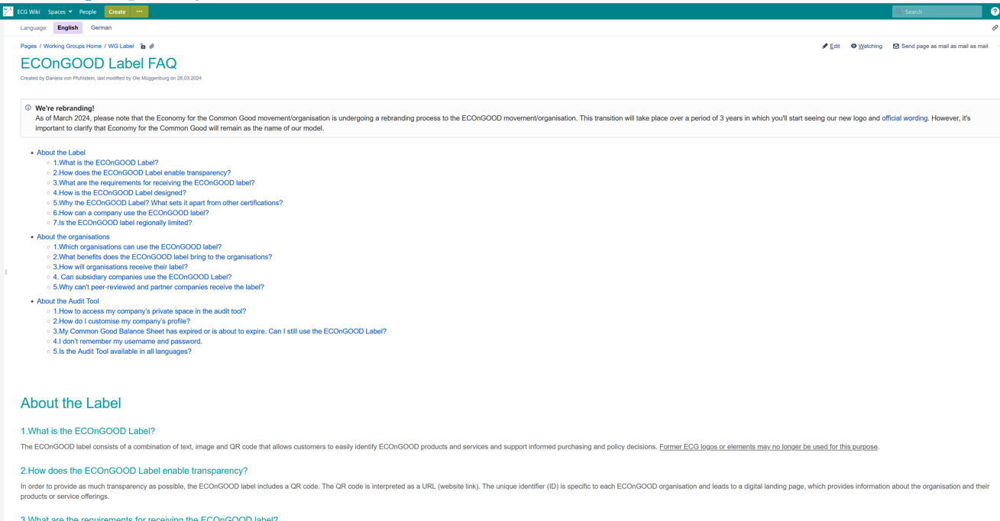 ECG Wiki Spaces People Create ··· Search ?
Language: English German
Pages / Working Groups Home / WG Label
Edit Watching Send page as mail as mail as mail
ECOnGOOD Label FAQ
Created by Daniela von Pfuhlstein, last modified by Ole Müggenburg on 28.03.2024
We're rebranding!
As of March 2024, please note that the Economy for the Common Good movement/organisation is undergoing a rebranding process to the ECOnGOOD movement/organisation. This transition will take place over a period of 3 years in which you'll start seeing our new logo and official wording. However, it's
important to clarify that Economy for the Common Good will remain as the name of our model.
• About the Label
○ 1.What is the ECOnGOOD Label?
○ 2.How does the ECOnGOOD Label enable transparency?
○ 3.What are the requirements for receiving the ECOnGOOD label?
○ 4.How is the ECOnGOOD Label designed?
○ 5.Why the ECOnGOOD Label? What sets it apart from other certifications?
○ 6.How can a company use the ECOnGOOD label?
○ 7.Is the ECOnGOOD label regionally limited?
• About the organisations
○ 1.Which organisations can use the ECOnGOOD label?
○ 2.What benefits does the ECOnGOOD label bring to the organisations?
○ 3.How will organisations receive their label?
○ 4. Can subsidiary companies use the ECOnGOOD Label?
○ 5.Why can't peer-reviewed and partner companies receive the label?
• About the Audit Tool
○ 1.How to access my company's private space in the audit tool?
○ 2.How do I customise my company's profile?
○ 3.My Common Good Balance Sheet has expired or is about to expire. Can I still use the ECOnGOOD Label?
○ 4.I don't remember my username and password.
○ 5.Is the Audit Tool available in all languages?
About the Label
1.What is the ECOnGOOD Label?
The ECOnGOOD label consists of a combination of text, image and QR code that allows customers to easily identify ECOnGOOD products and services and support informed purchasing and policy decisions. Former ECG logos or elements may no longer be used for this purpose.
2.How does the ECOnGOOD Label enable transparency?
In order to provide as much transparency as possible, the ECOnGOOD label includes a QR code. The QR code is interpreted as a URL (website link). The unique identifier (ID) is specific to each ECOnGOOD organisation and leads to a digital landing page, which provides information about the organisation and their
products or service offerings.
3.What are the requirements for receiving the ECOnGOOD label?